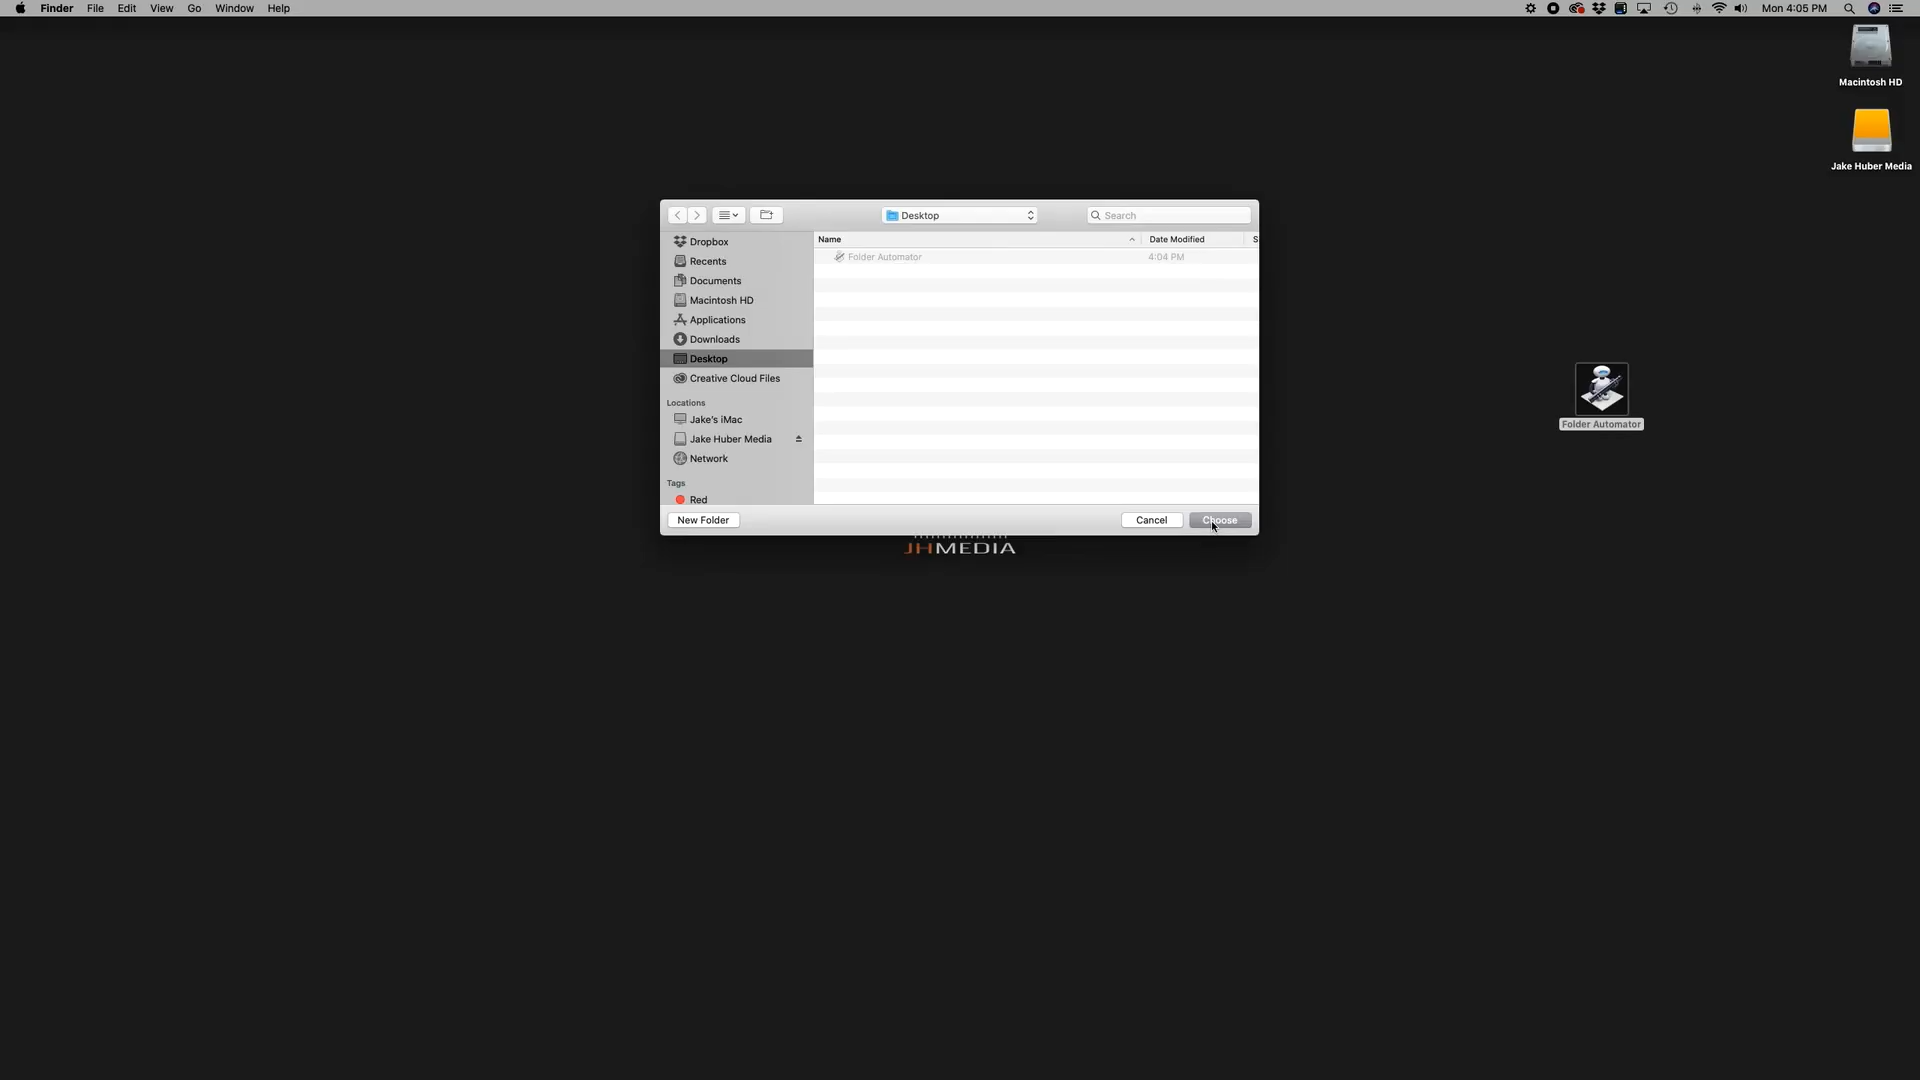 Finder File Edit View Go Window Help Mon 4:05 PM
Macintosh HD
Jake Huber Media
Desktop Search
Dropbox
Recents
Documents
Macintosh HD
Applications
Downloads
Desktop
Creative Cloud Files
Locations
Jake's iMac
Jake Huber Media
Network
Tags
Red
Name Date Modified S
Folder Automator 4:04 PM
New Folder Cancel Choose
Folder Automator
JHMEDIA